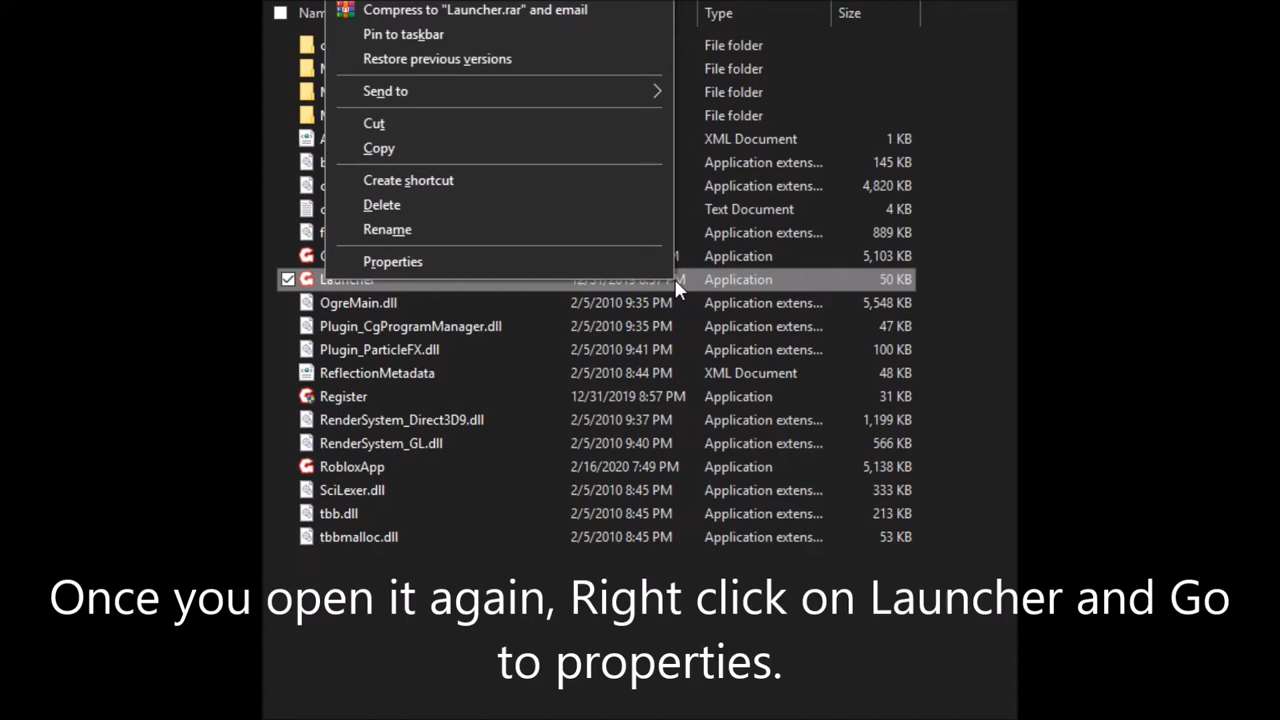 Name Type Size
Compress to "Launcher.rar" and email
Pin to taskbar
Restore previous versions
Send to
Cut
Copy
Create shortcut
Delete
Rename
Properties
File folder
File folder
File folder
File folder
XML Document 1 KB
Application extens... 145 KB
Application extens... 4,820 KB
Text Document 4 KB
Application extens... 889 KB
Application 5,103 KB
Launcher 12/31/2019 8:57 PM Application 50 KB
OgreMain.dll 2/5/2010 9:35 PM Application extens... 5,548 KB
Plugin_CgProgramManager.dll 2/5/2010 9:35 PM Application extens... 47 KB
Plugin_ParticleFX.dll 2/5/2010 9:41 PM Application extens... 100 KB
ReflectionMetadata 2/5/2010 8:44 PM XML Document 48 KB
Register 12/31/2019 8:57 PM Application 31 KB
RenderSystem_Direct3D9.dll 2/5/2010 9:37 PM Application extens... 1,199 KB
RenderSystem_GL.dll 2/5/2010 9:40 PM Application extens... 566 KB
RobloxApp 2/16/2020 7:49 PM Application 5,138 KB
SciLexer.dll 2/5/2010 8:45 PM Application extens... 333 KB
tbb.dll 2/5/2010 8:45 PM Application extens... 213 KB
tbbmalloc.dll 2/5/2010 8:45 PM Application extens... 53 KB
Once you open it again, Right click on Launcher and Go
to properties.